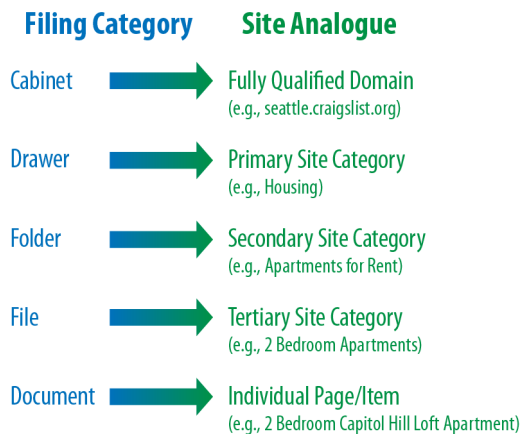 Filing Category Site Analogue
Cabinet Fully Qualified Domain
(e.g., seattle.craigslist.org)
Drawer Primary Site Category
(e.g., Housing)
Folder Secondary Site Category
(e.g., Apartments for Rent)
File Tertiary Site Category
(e.g., 2 Bedroom Apartments)
Document Individual Page/Item
(e.g., 2 Bedroom Capitol Hill Loft Apartment)